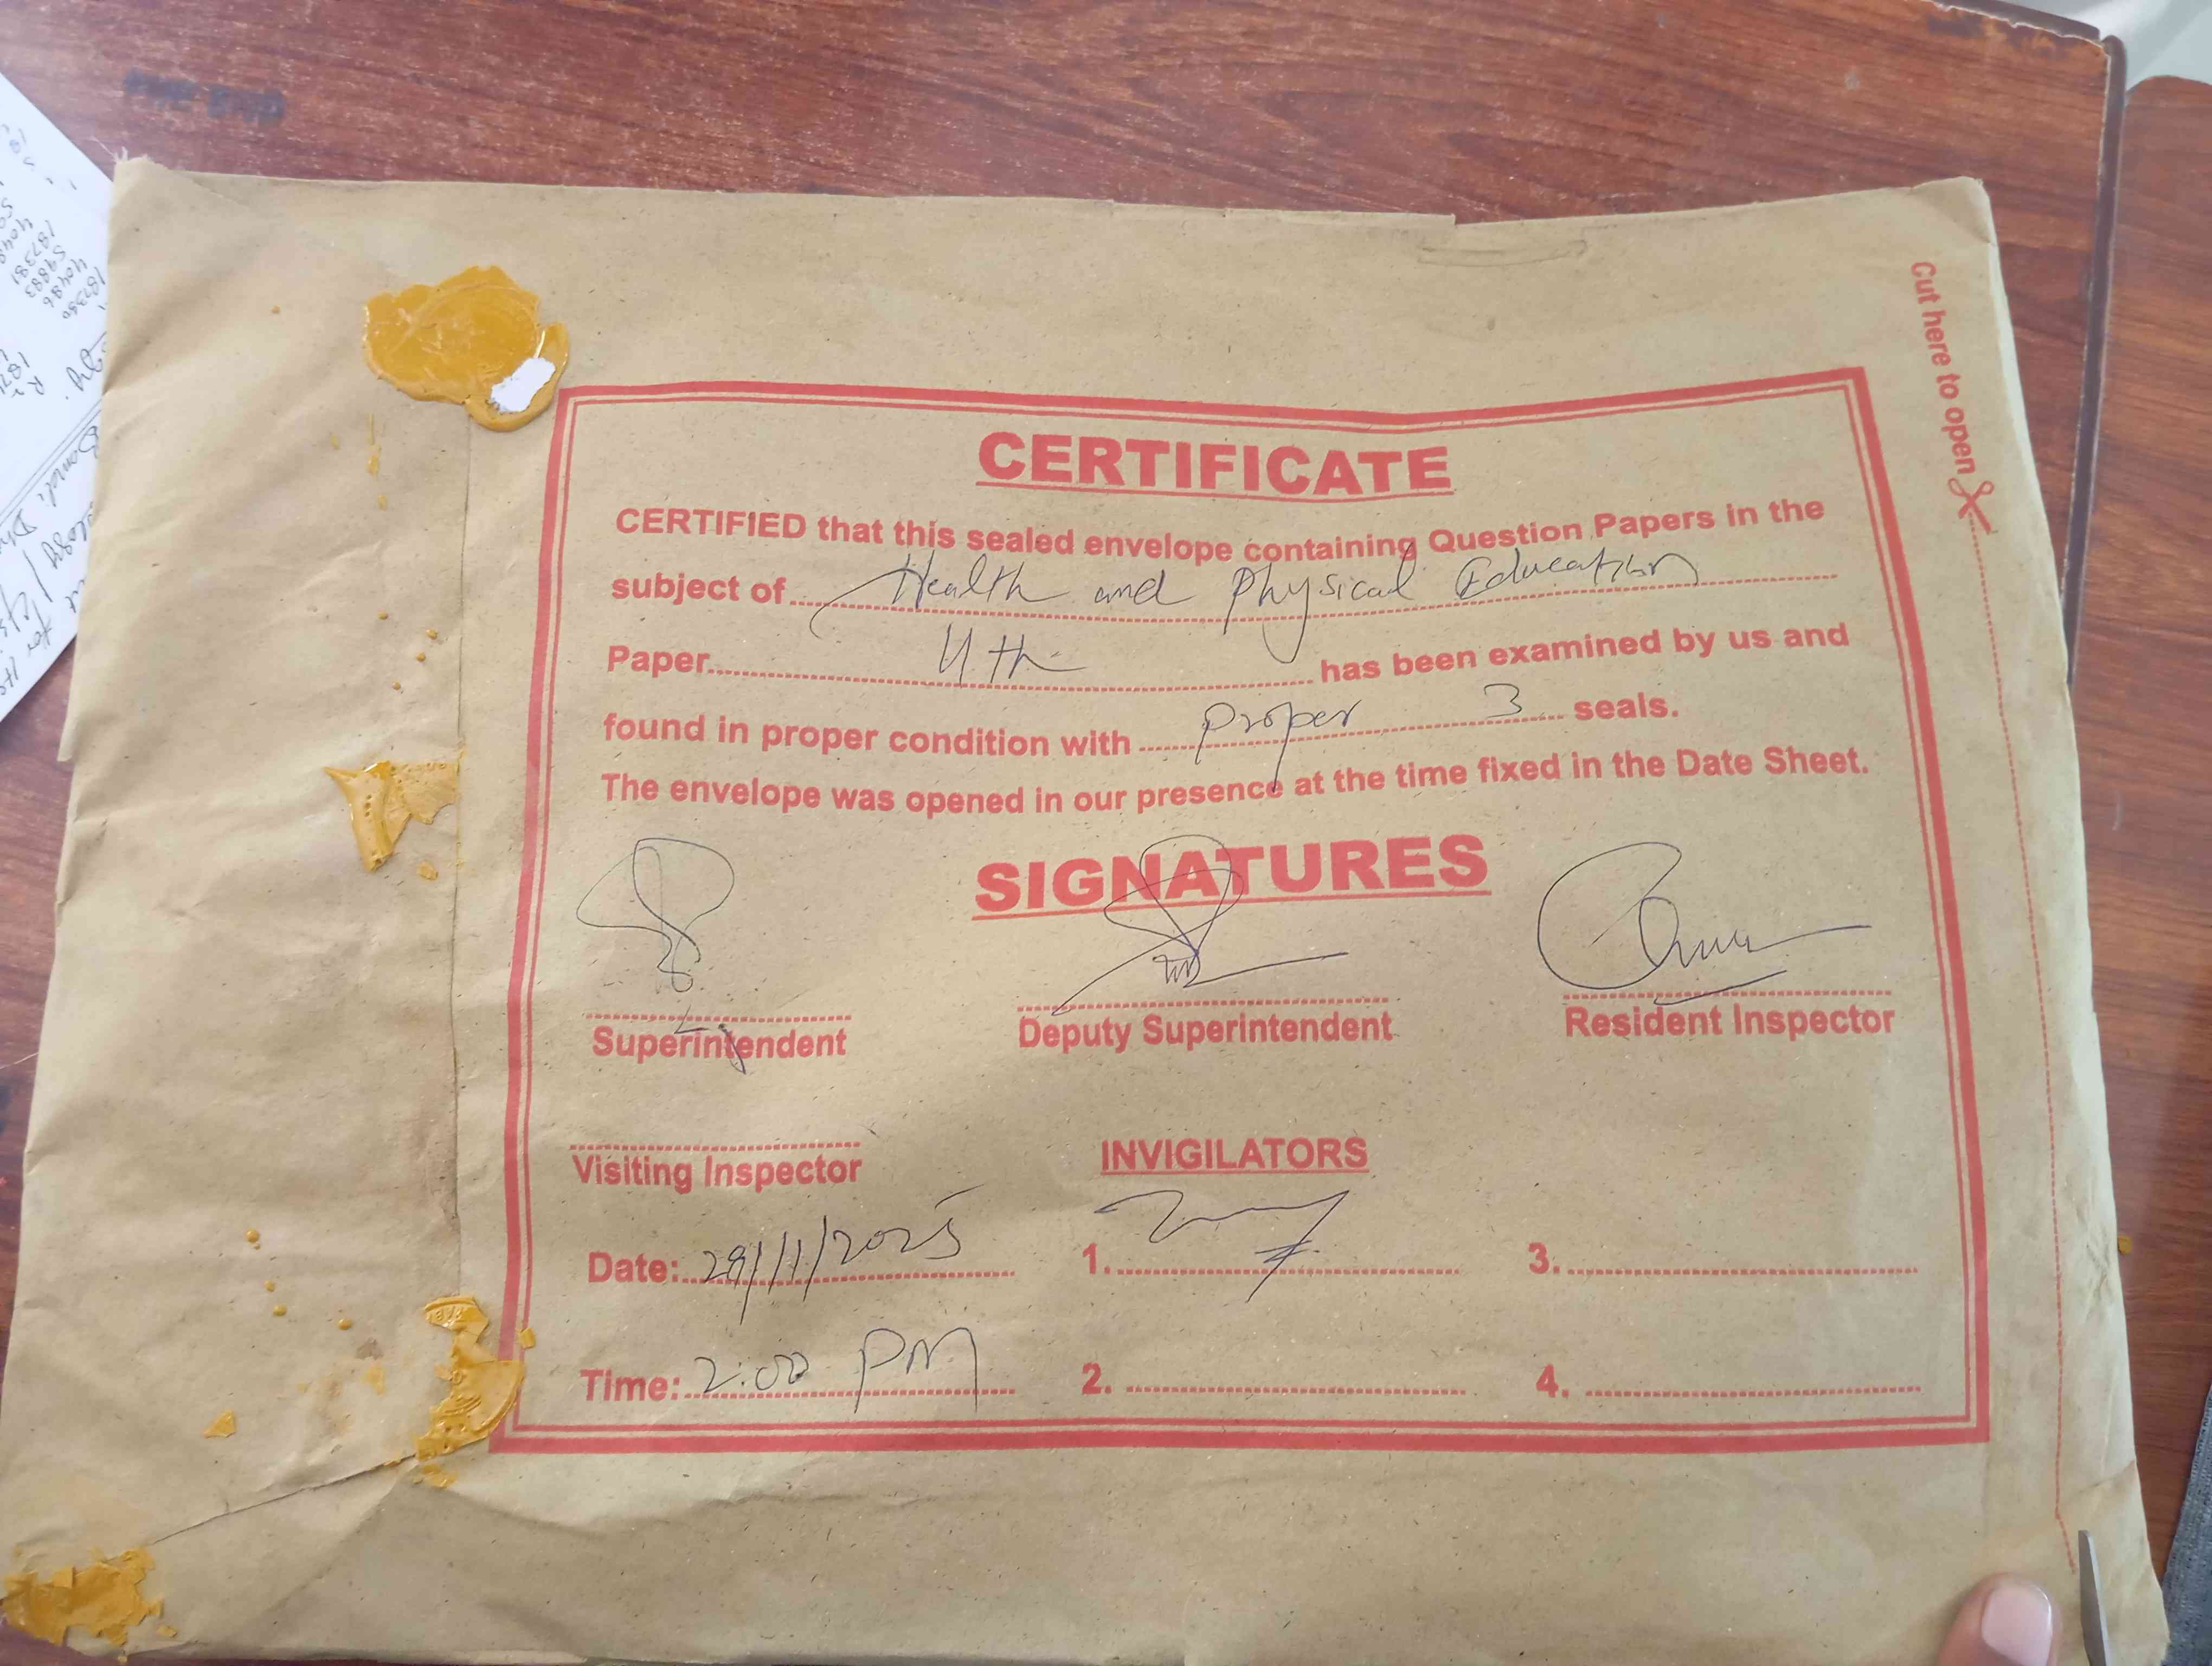 Cut here to open
CERTIFICATE
CERTIFIED that this sealed envelope containing Question Papers in the
subject of Health and Physical Education
Paper 4th has been examined by us and
found in proper condition with proper 3 seals.
The envelope was opened in our presence at the time fixed in the Date Sheet.
SIGNATURES
Superintendent Deputy Superintendent Resident Inspector
Visiting Inspector INVIGILATORS
Date: 29/11/2025 1. 3.
Time: 2:00 PM 2. 4.